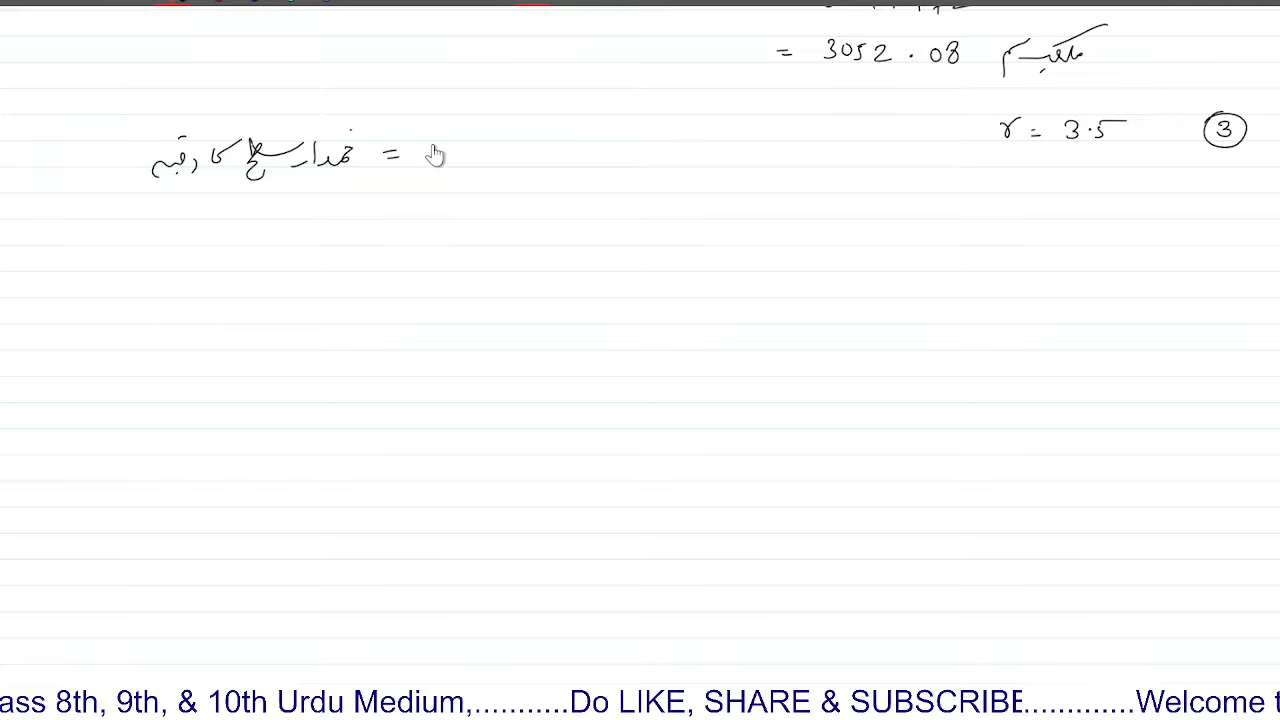 = 3052.08 مکعب سم
r = 3.5 ③
خمدار سطح کا رقبہ =
ass 8th, 9th, & 10th Urdu Medium,...........Do LIKE, SHARE & SUBSCRIBE.............Welcome t